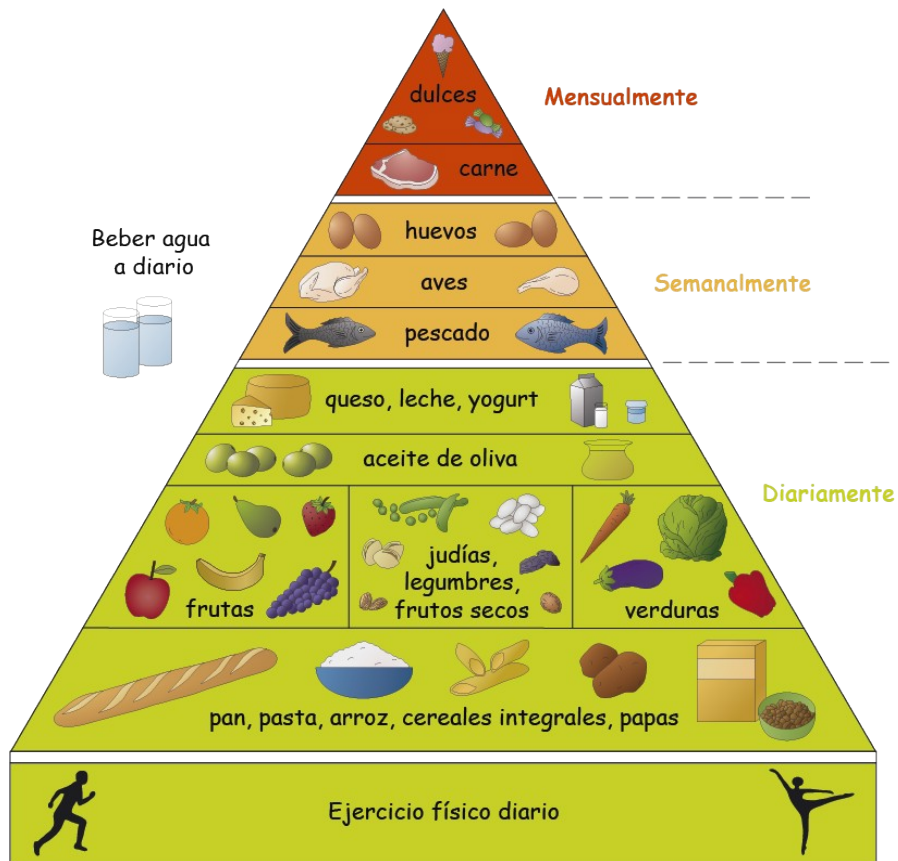 dulces
Mensualmente
carne
huevos
Beber agua
a diario
aves
Semanalmente
pescado
queso, leche, yogurt
aceite de oliva
Diariamente
frutas
judías,
legumbres,
frutos secos
verduras
pan, pasta, arroz, cereales integrales, papas
Ejercicio físico diario